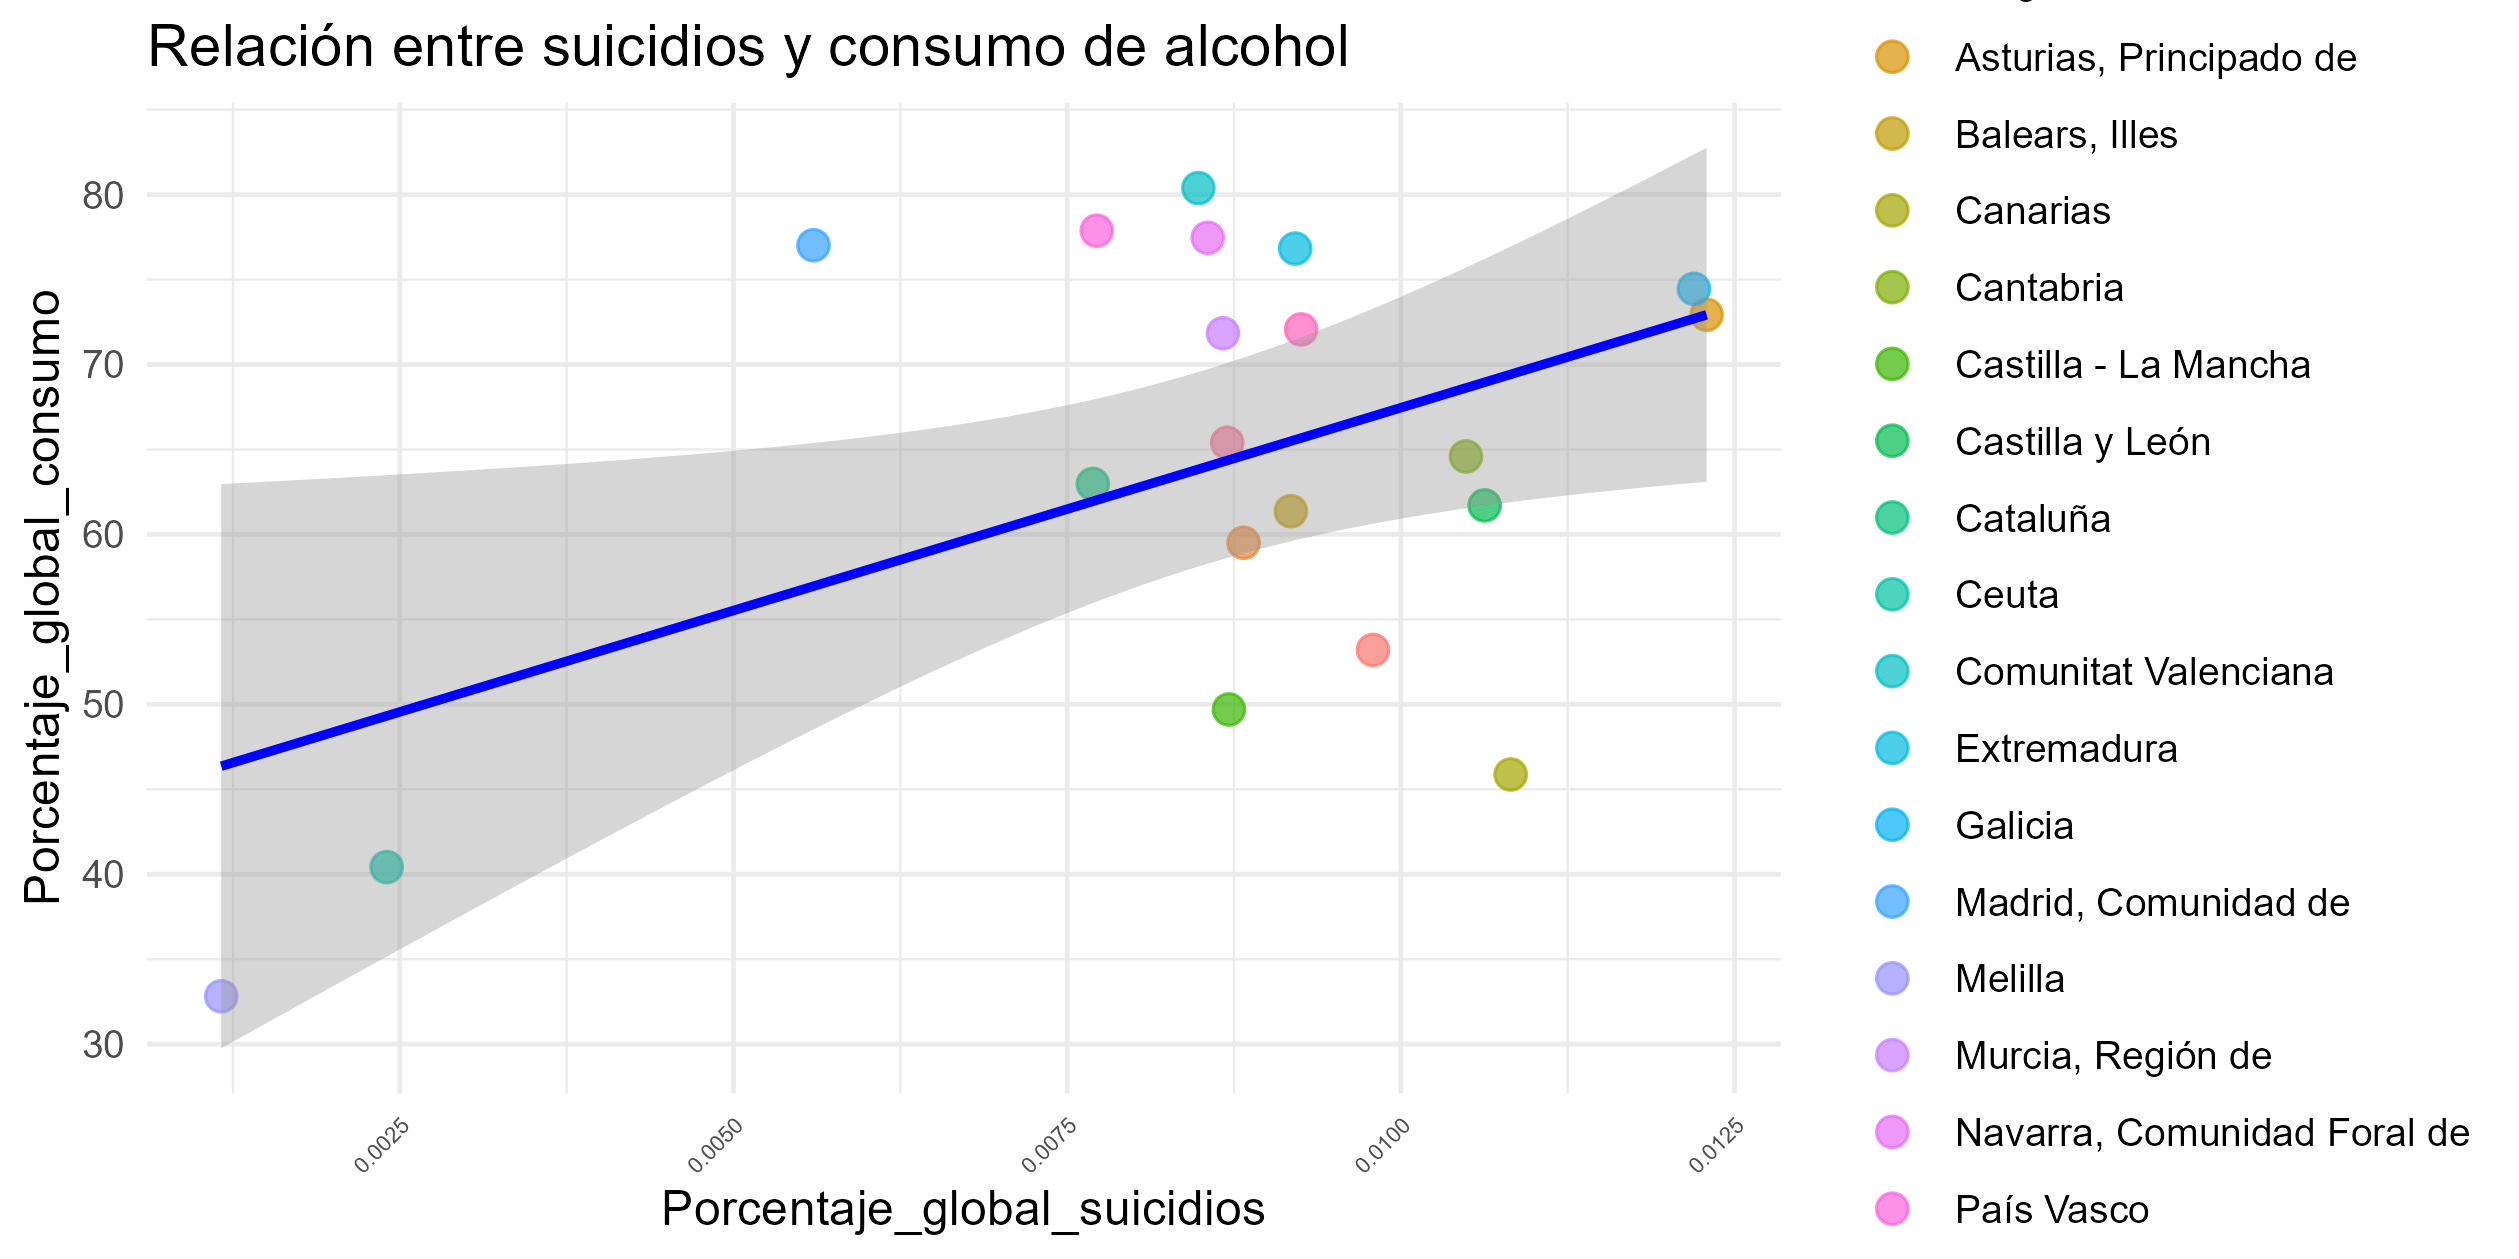 Relación entre suicidios y consumo de alcohol
Porcentaje_global_consumo
80
70
60
50
40
30
0.0025
0.0050
0.0075
0.0100
0.0125
Porcentaje_global_suicidios
Asturias, Principado de
Balears, Illes
Canarias
Cantabria
Castilla - La Mancha
Castilla y León
Cataluña
Ceuta
Comunitat Valenciana
Extremadura
Galicia
Madrid, Comunidad de
Melilla
Murcia, Región de
Navarra, Comunidad Foral de
País Vasco